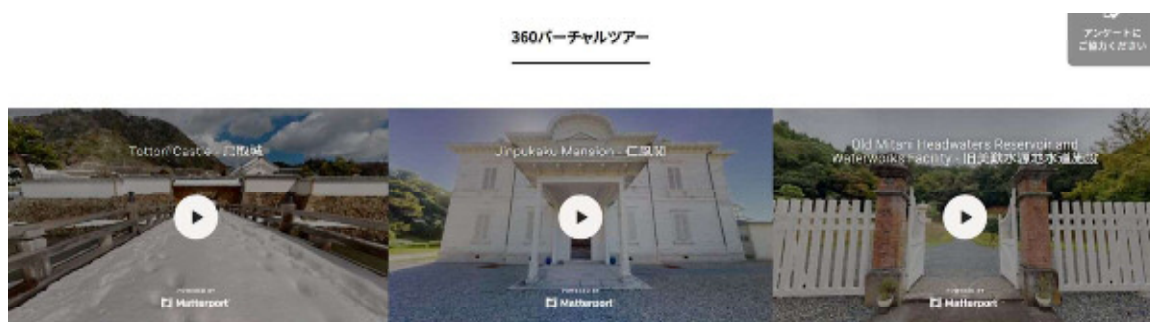 360バーチャルツアー
アンケートに
ご協力ください
Tottori Castle - 鳥取城
Jinpukaku Mansion - 仁風閣
Old Mitani Headwaters Reservoir and
Waterworks Facility - 旧美歎水源地水道施設
POWERED BY
Matterport
POWERED BY
Matterport
POWERED BY
Matterport